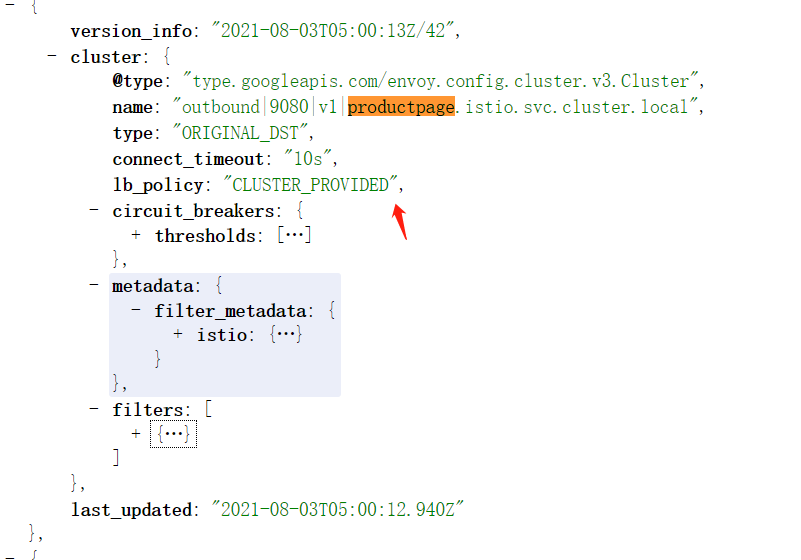 - {
version_info: "2021-08-03T05:00:13Z/42",
- cluster: {
@type: "type.googleapis.com/envoy.config.cluster.v3.Cluster",
name: "outbound|9080|v1|productpage.istio.svc.cluster.local",
type: "ORIGINAL_DST",
connect_timeout: "10s",
lb_policy: "CLUSTER_PROVIDED",
- circuit_breakers: {
+ thresholds: […]
},
- metadata: {
- filter_metadata: {
+ istio: {…}
}
},
- filters: [
+ {…}
]
},
last_updated: "2021-08-03T05:00:12.940Z"
},
- {